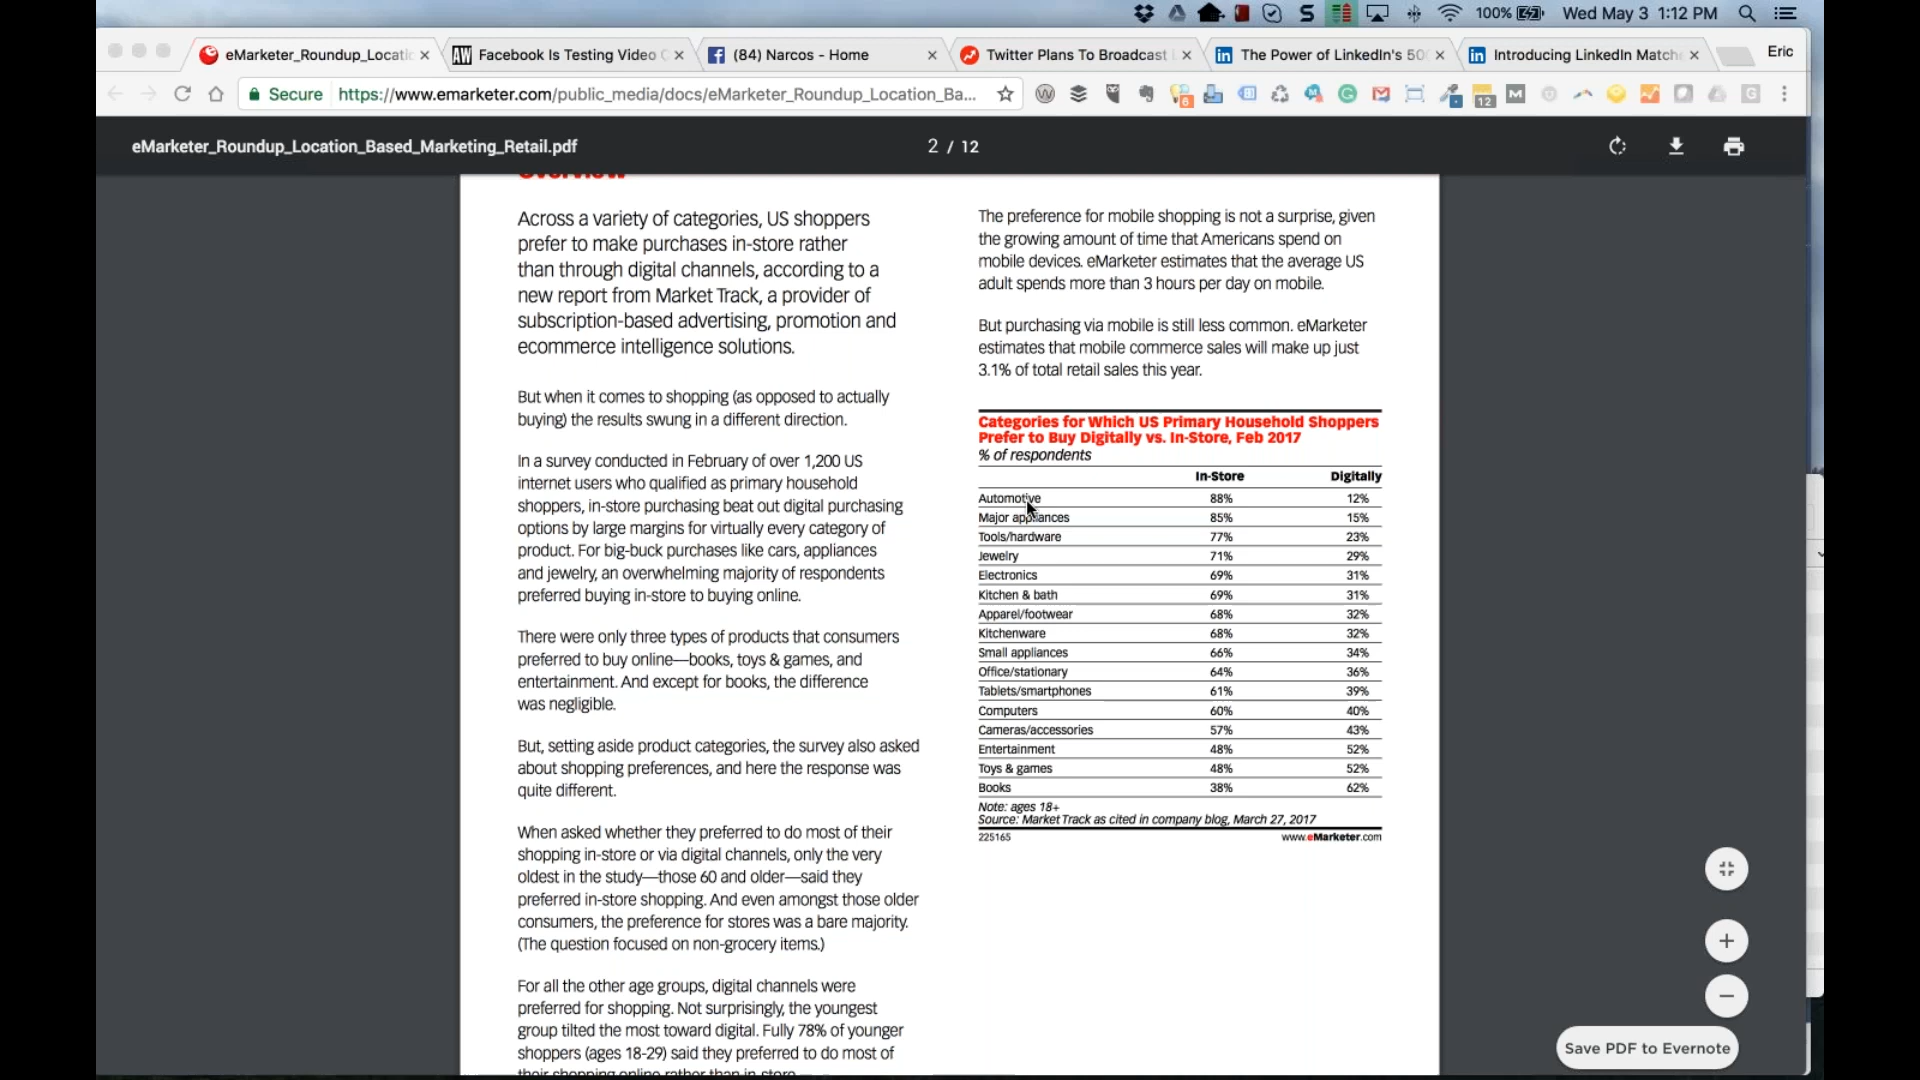 100% Wed May 3 1:12 PM
eMarketer_Roundup_Locatio
Facebook Is Testing Video C
(84) Narcos - Home
Twitter Plans To Broadcast
The Power of LinkedIn's 50
Introducing LinkedIn Match
Eric
Secure https://www.emarketer.com/public_media/docs/eMarketer_Roundup_Location_Ba...
eMarketer_Roundup_Location_Based_Marketing_Retail.pdf
2 / 12
Overview
Across a variety of categories, US shoppers
prefer to make purchases in-store rather
than through digital channels, according to a
new report from Market Track, a provider of
subscription-based advertising, promotion and
ecommerce intelligence solutions.
But when it comes to shopping (as opposed to actually
buying) the results swung in a different direction.
In a survey conducted in February of over 1,200 US
internet users who qualified as primary household
shoppers, in-store purchasing beat out digital purchasing
options by large margins for virtually every category of
product. For big-buck purchases like cars, appliances
and jewelry, an overwhelming majority of respondents
preferred buying in-store to buying online.
There were only three types of products that consumers
preferred to buy online—books, toys & games, and
entertainment. And except for books, the difference
was negligible.
But, setting aside product categories, the survey also asked
about shopping preferences, and here the response was
quite different.
When asked whether they preferred to do most of their
shopping in-store or via digital channels, only the very
oldest in the study—those 60 and older—said they
preferred in-store shopping. And even amongst those older
consumers, the preference for stores was a bare majority.
(The question focused on non-grocery items.)
For all the other age groups, digital channels were
preferred for shopping. Not surprisingly, the youngest
group tilted the most toward digital. Fully 78% of younger
shoppers (ages 18-29) said they preferred to do most of
their shopping online rather than in-store.
The preference for mobile shopping is not a surprise, given
the growing amount of time that Americans spend on
mobile devices. eMarketer estimates that the average US
adult spends more than 3 hours per day on mobile.
But purchasing via mobile is still less common. eMarketer
estimates that mobile commerce sales will make up just
3.1% of total retail sales this year.
Categories for Which US Primary Household Shoppers
Prefer to Buy Digitally vs. In-Store, Feb 2017
% of respondents
In-Store Digitally
Automotive 88% 12%
Major appliances 85% 15%
Tools/hardware 77% 23%
Jewelry 71% 29%
Electronics 69% 31%
Kitchen & bath 69% 31%
Apparel/footwear 68% 32%
Kitchenware 68% 32%
Small appliances 66% 34%
Office/stationary 64% 36%
Tablets/smartphones 61% 39%
Computers 60% 40%
Cameras/accessories 57% 43%
Entertainment 48% 52%
Toys & games 48% 52%
Books 38% 62%
Note: ages 18+
Source: Market Track as cited in company blog, March 27, 2017
225165 www.eMarketer.com
Save PDF to Evernote